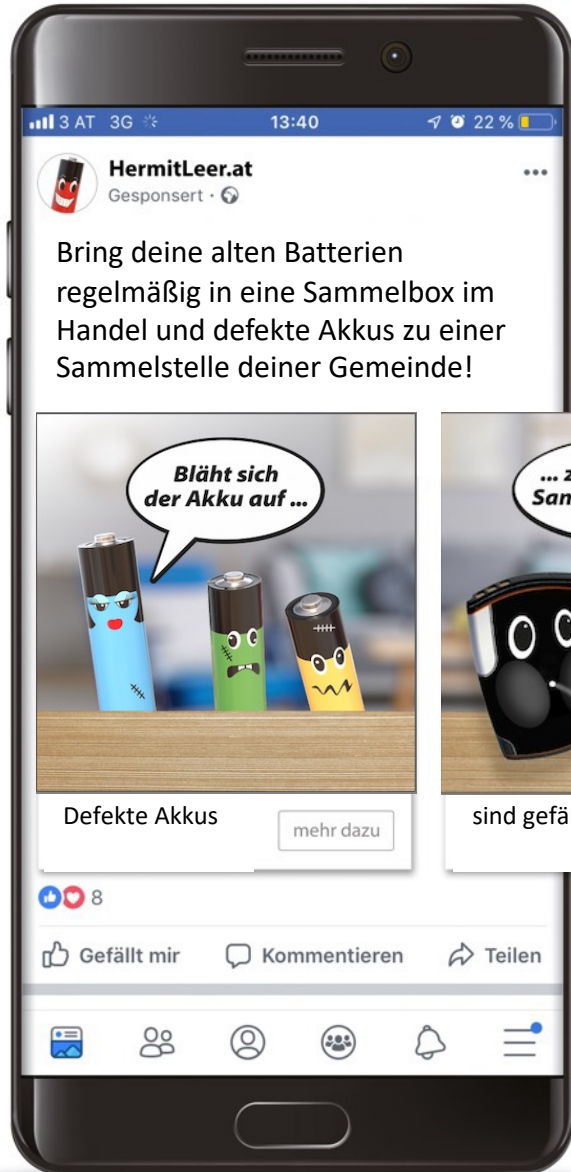 3 AT 3G 13:40 22 %
HermitLeer.at
Gesponsert
Bring deine alten Batterien
regelmäßig in eine Sammelbox im
Handel und defekte Akkus zu einer
Sammelstelle deiner Gemeinde!
Bläht sich
der Akku auf ...
Defekte Akkus
mehr dazu
sind
8
Gefällt mir
Kommentieren
Teilen